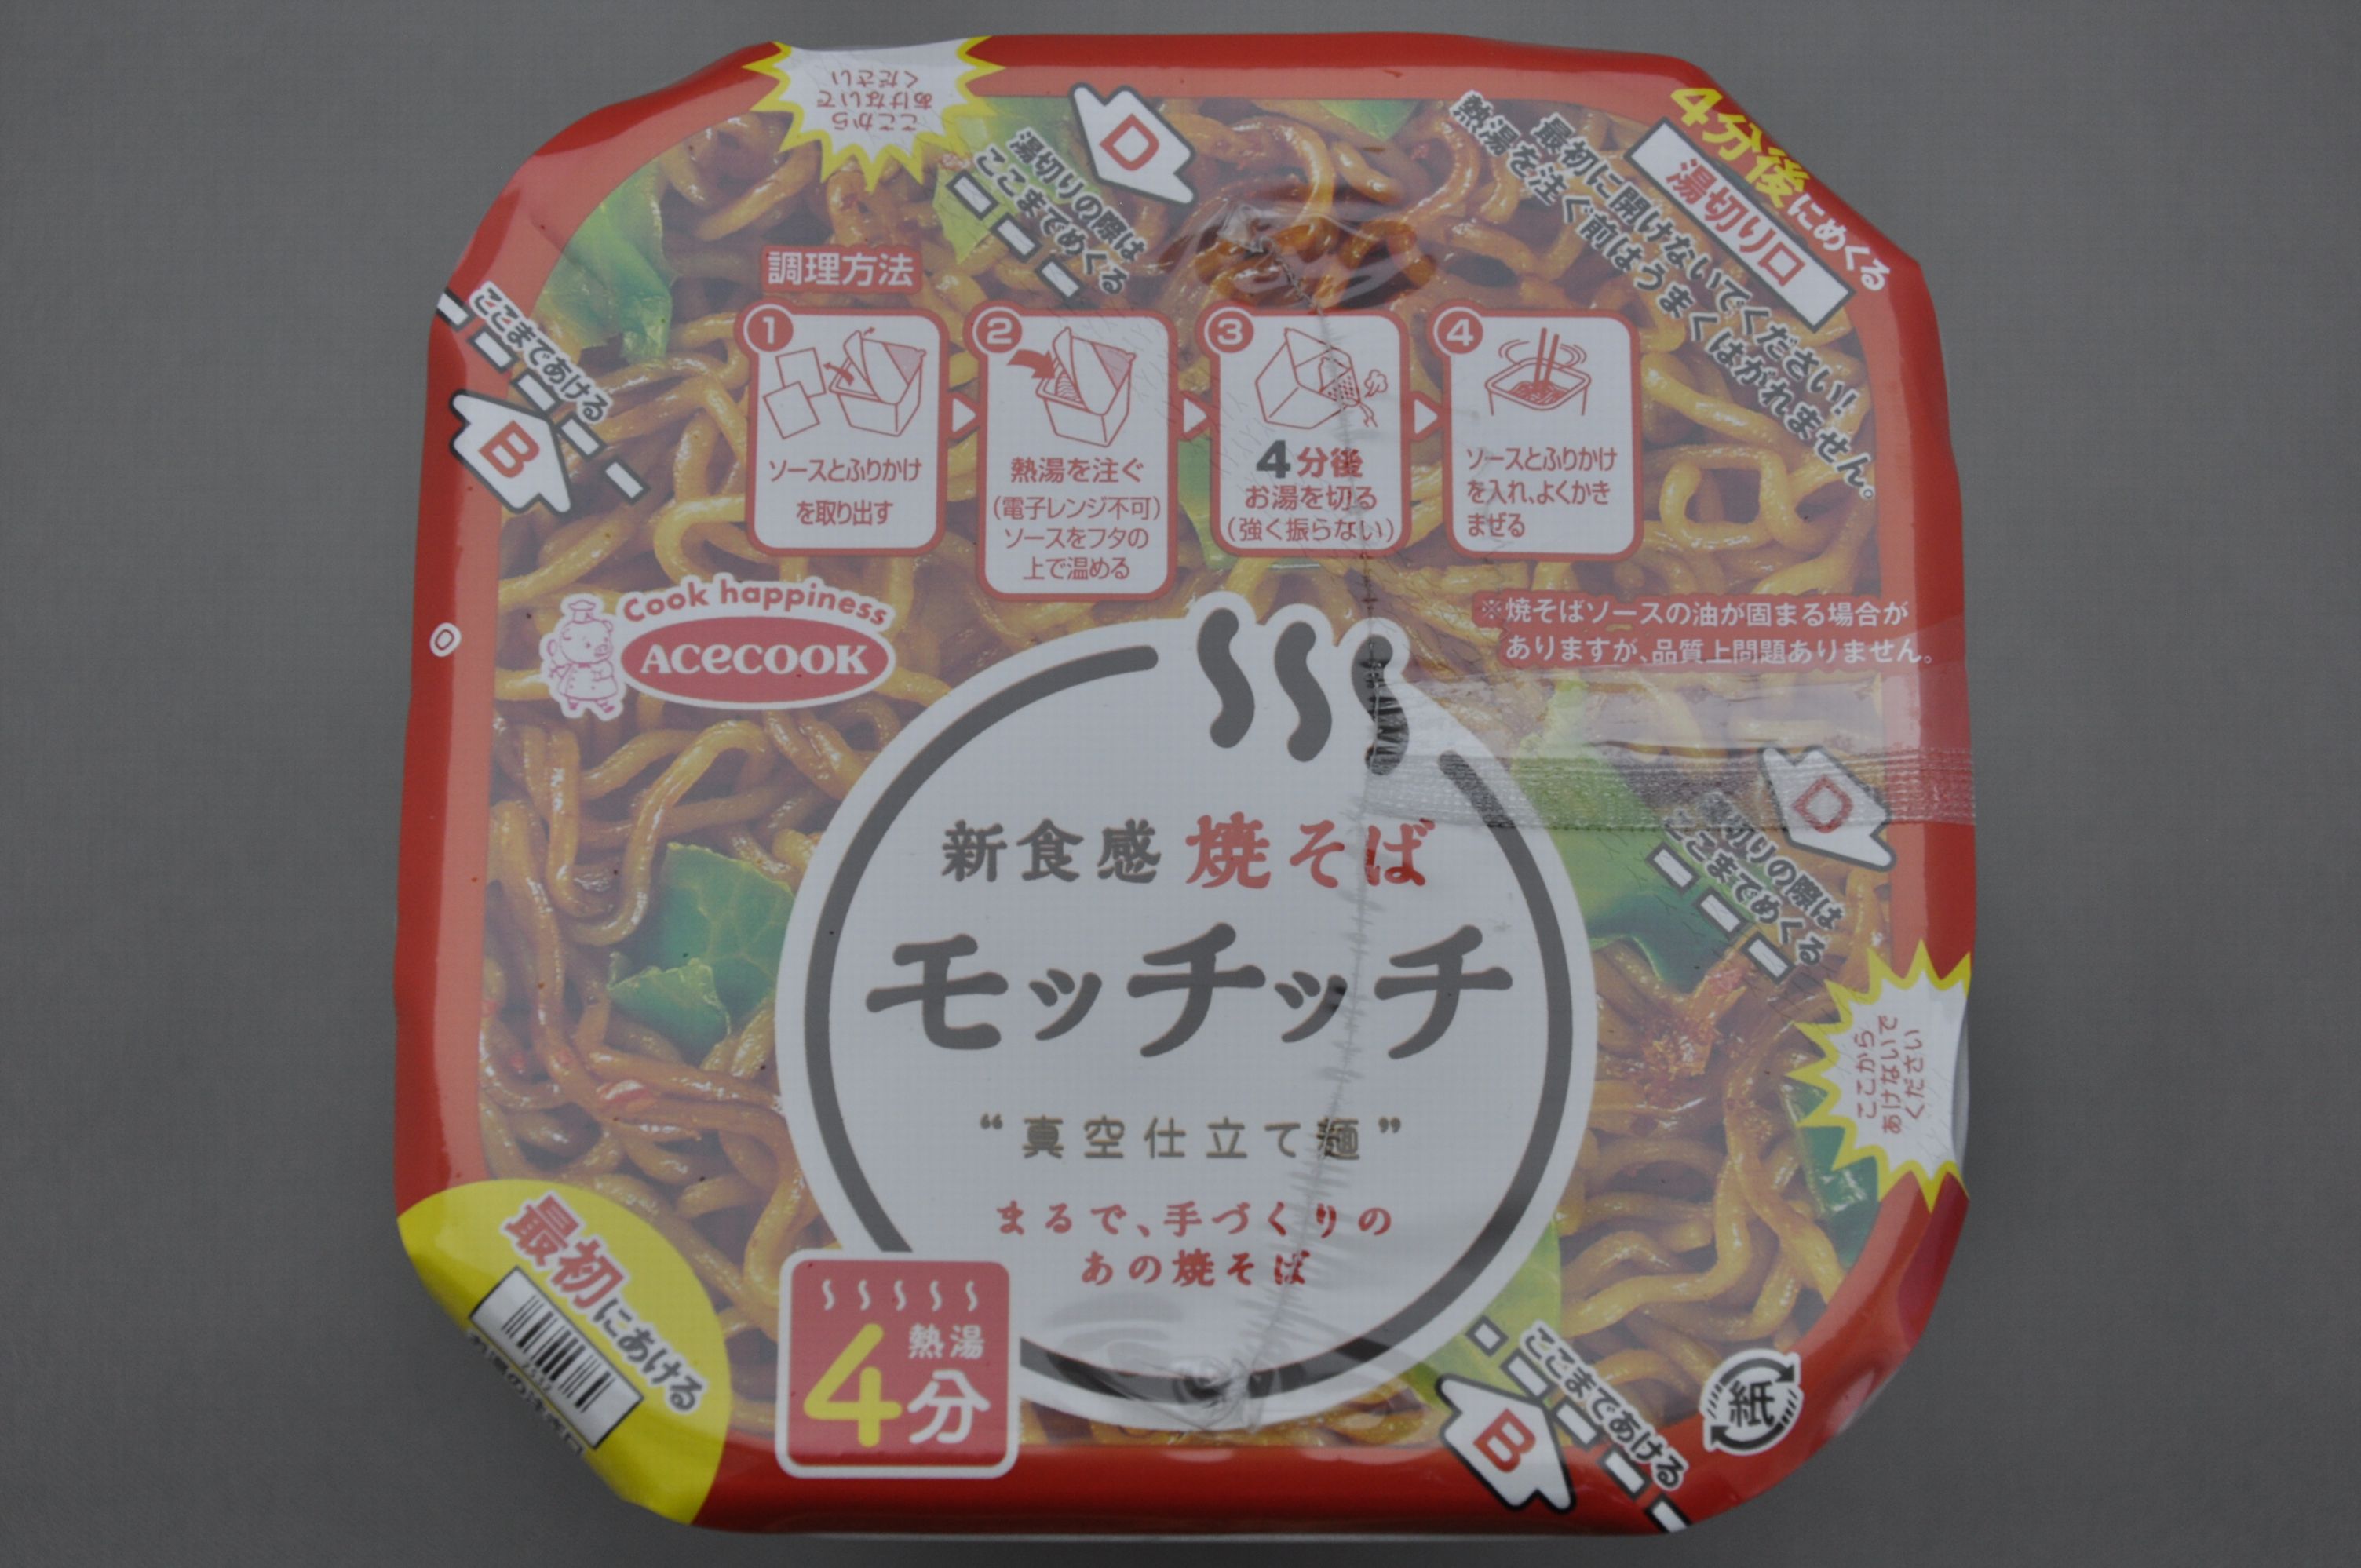 ここから
あけないで
ください
D
湯切りの際は
ここまでめくる
4分後にめくる
湯切り口
最初に開けないでください!
熱湯を注ぐ前はうまくはがれません。
調理方法
ここまであける
B
1
ソースとふりかけ
を取り出す
2
熱湯を注ぐ
(電子レンジ不可)
ソースをフタの
上で温める
3
4分後
お湯を切る
(強く振らない)
4
ソースとふりかけ
を入れ、よくかき
まぜる
Cook happiness
ACECOOK
※焼そばソースの油が固まる場合が
ありますが、品質上問題ありません。
D
切りの際は
ここまでめくる
新食感 焼そば
モッチッチ
“真空仕立て麺”
まるで、手づくりの
あの焼そば
ここから
あけないで
ください
最初にあける
熱湯
4分
ここまであける
B
紙